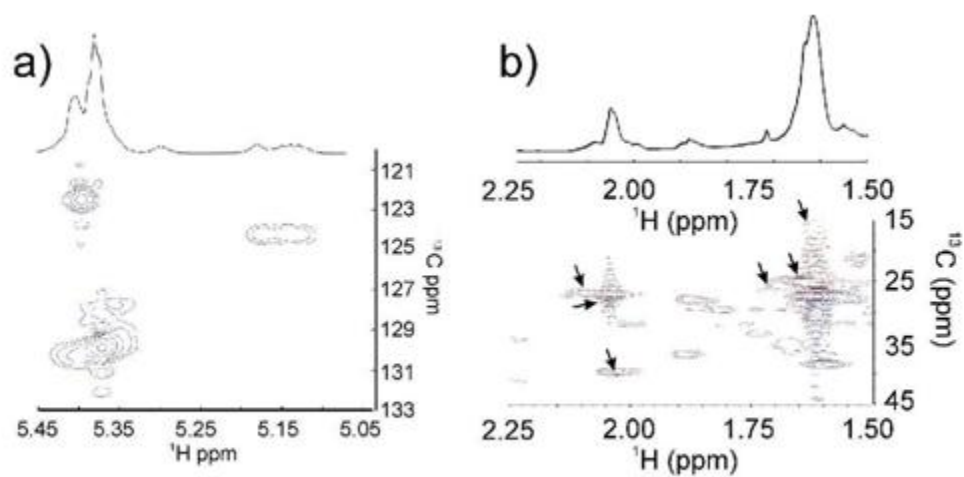 a)
121
123
125
127
129
131
133
¹³C ppm
5.45 5.35 5.25 5.15 5.05
¹H ppm
b)
2.25 2.00 1.75 1.50
¹H (ppm)
15
25
35
45
¹³C (ppm)
2.25 2.00 1.75 1.50
¹H (ppm)